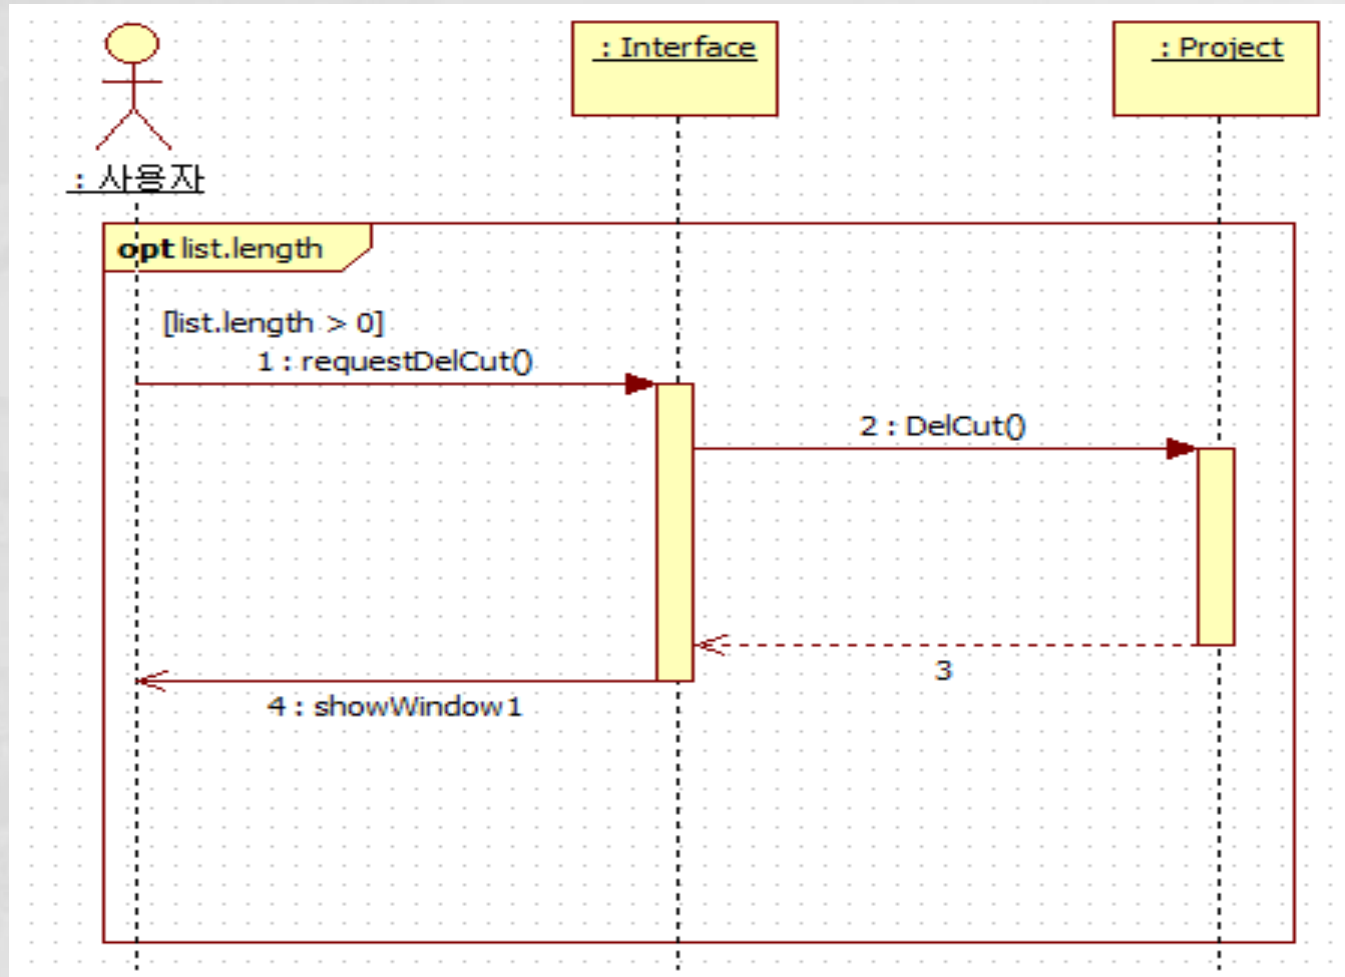 : Interface
: Project
: 사용자
opt list.length
[list.length > 0]
1 : requestDelCut()
2 : DelCut()
3
4 : showWindow1